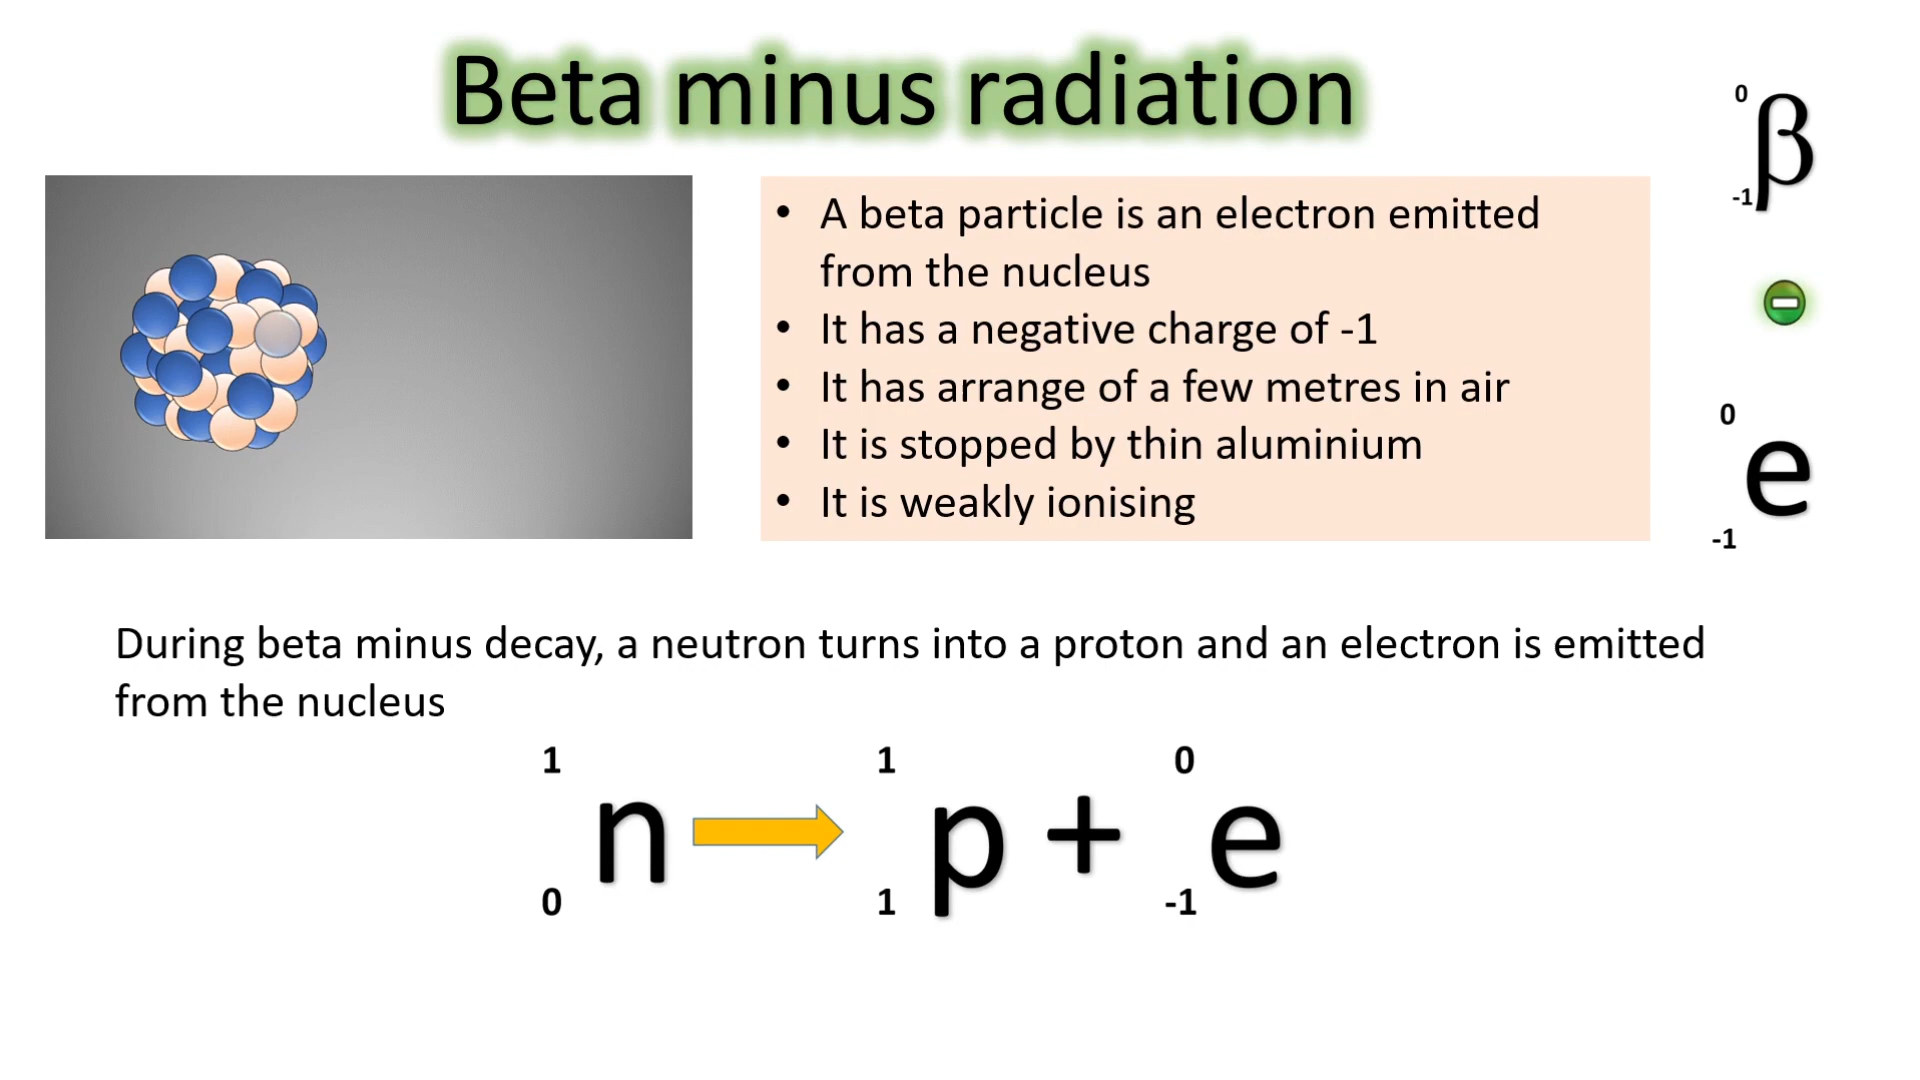 Beta minus radiation
0
β
-1
• A beta particle is an electron emitted
from the nucleus
• It has a negative charge of -1
• It has arrange of a few metres in air
• It is stopped by thin aluminium
• It is weakly ionising
0
e
-1
During beta minus decay, a neutron turns into a proton and an electron is emitted
from the nucleus
1 1 0
n p + e
0 1 -1